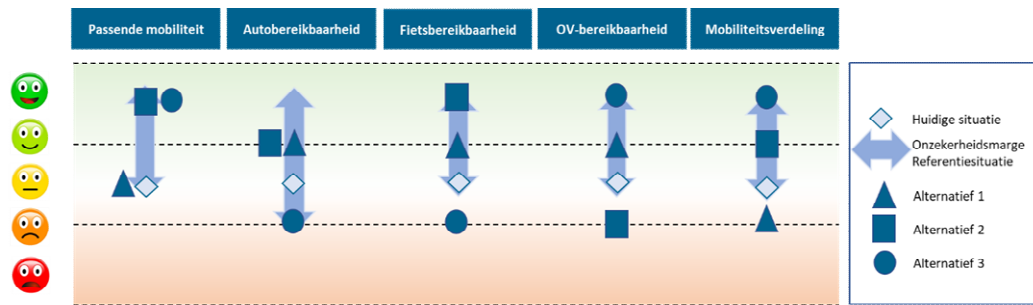 Passende mobiliteit
Autobereikbaarheid
Fietsbereikbaarheid
OV-bereikbaarheid
Mobiliteitsverdeling
Huidige situatie
Onzekerheidsmarge
Referentiesituatie
Alternatief 1
Alternatief 2
Alternatief 3